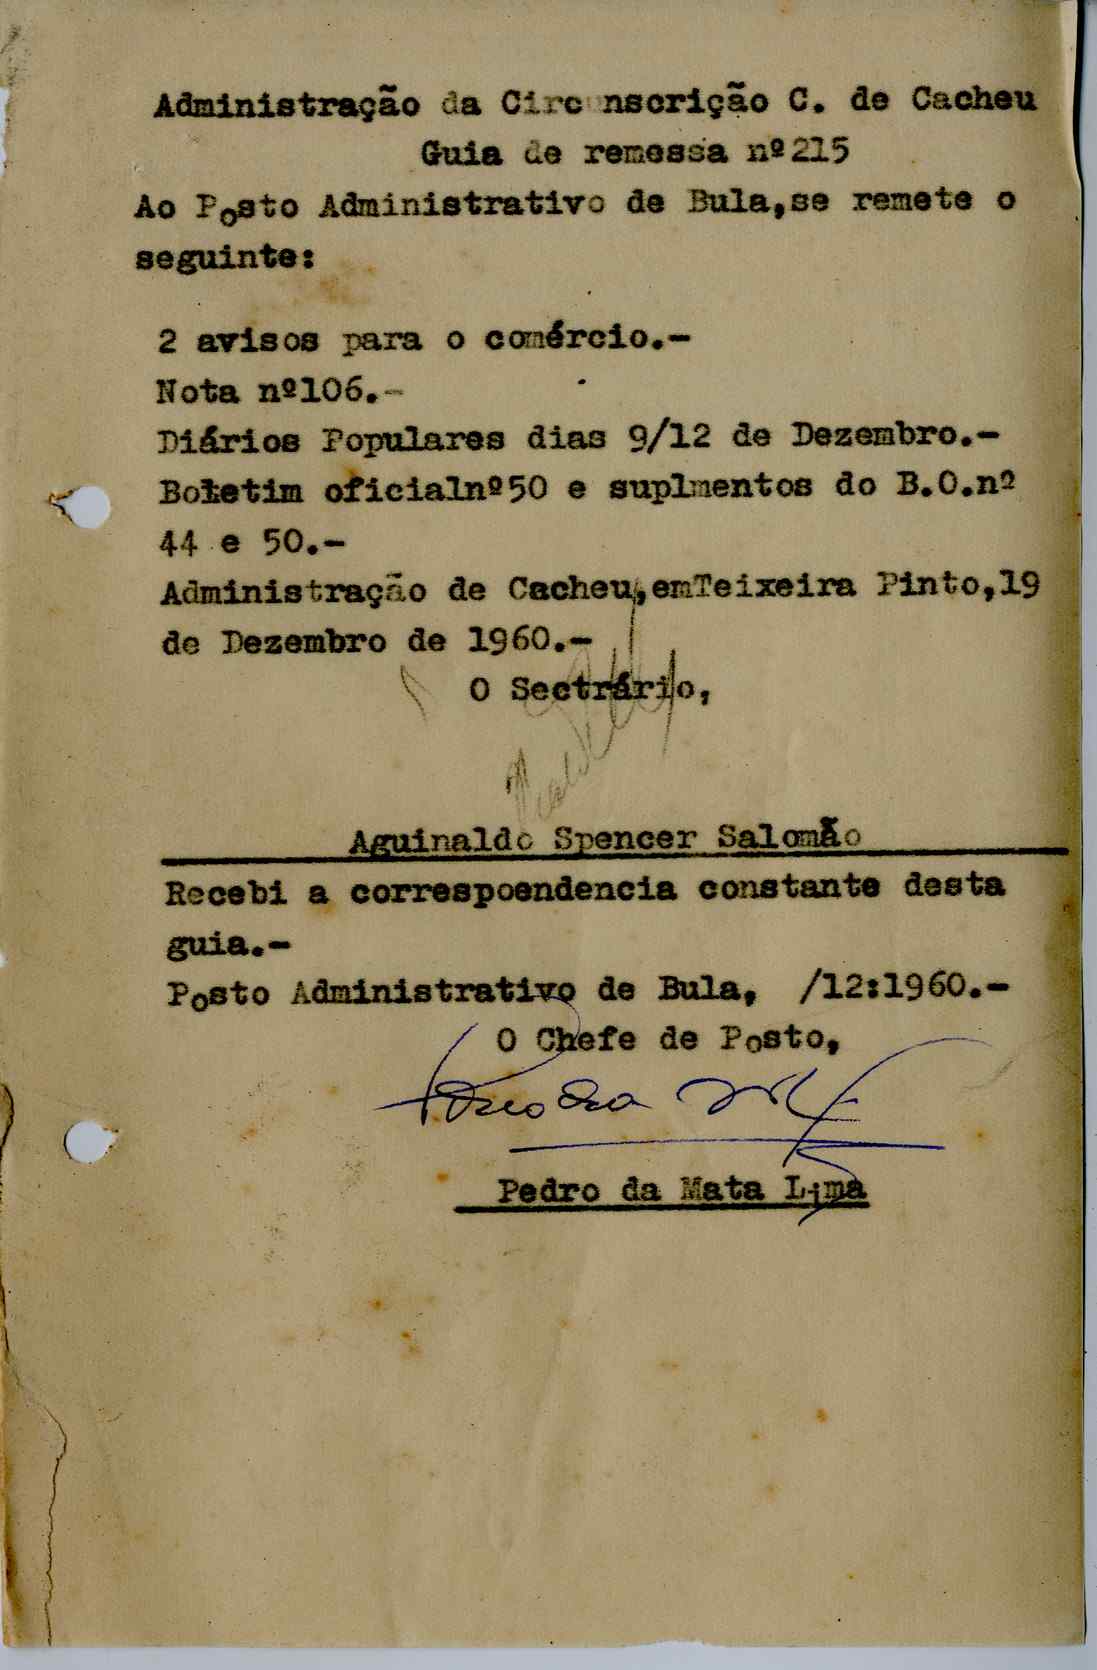 Administração da Circunscrição C. de Cacheu
Guia de remessa nº215
Ao Posto Administrativo de Bula,se remete o
seguinte:
2 avisos para o comércio.-
Nota nº106.-
Diários Populares dias 9/12 de Dezembro.-
Boletim oficialnº50 e suplmentos do B.O.nº
44 e 50.-
Administração de Cacheu,emTeixeira Pinto,19
de Dezembro de 1960.-
O Sectrário,
Aguinaldo Spencer Salomão
Recebi a correspoendencia constante desta
guia.-
Posto Administrativo de Bula, /12:1960.-
O Chefe de Posto,
Pedro da Mata Lima